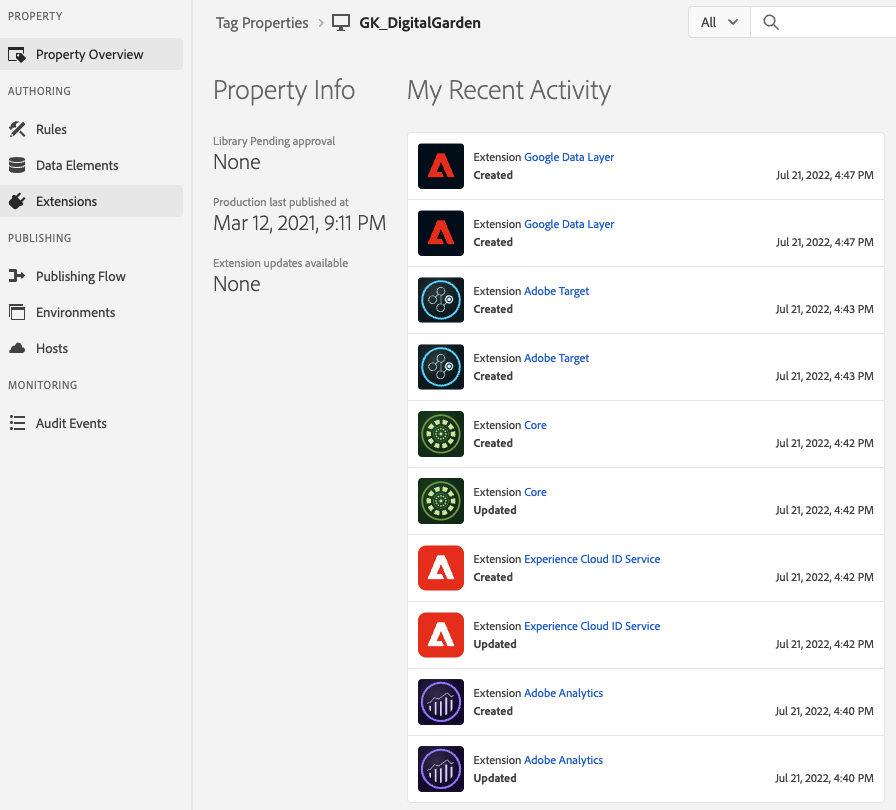 PROPERTY
Property Overview
AUTHORING
Rules
Data Elements
Extensions
PUBLISHING
Publishing Flow
Environments
Hosts
MONITORING
Audit Events
Tag Properties > GK_DigitalGarden
All
Property Info
Library Pending approval
None
Production last published at
Mar 12, 2021, 9:11 PM
Extension updates available
None
My Recent Activity
Extension Google Data Layer
Created Jul 21, 2022, 4:47 PM
Extension Google Data Layer
Created Jul 21, 2022, 4:47 PM
Extension Adobe Target
Created Jul 21, 2022, 4:43 PM
Extension Adobe Target
Created Jul 21, 2022, 4:43 PM
Extension Core
Created Jul 21, 2022, 4:42 PM
Extension Core
Updated Jul 21, 2022, 4:42 PM
Extension Experience Cloud ID Service
Created Jul 21, 2022, 4:42 PM
Extension Experience Cloud ID Service
Updated Jul 21, 2022, 4:42 PM
Extension Adobe Analytics
Created Jul 21, 2022, 4:40 PM
Extension Adobe Analytics
Updated Jul 21, 2022, 4:40 PM